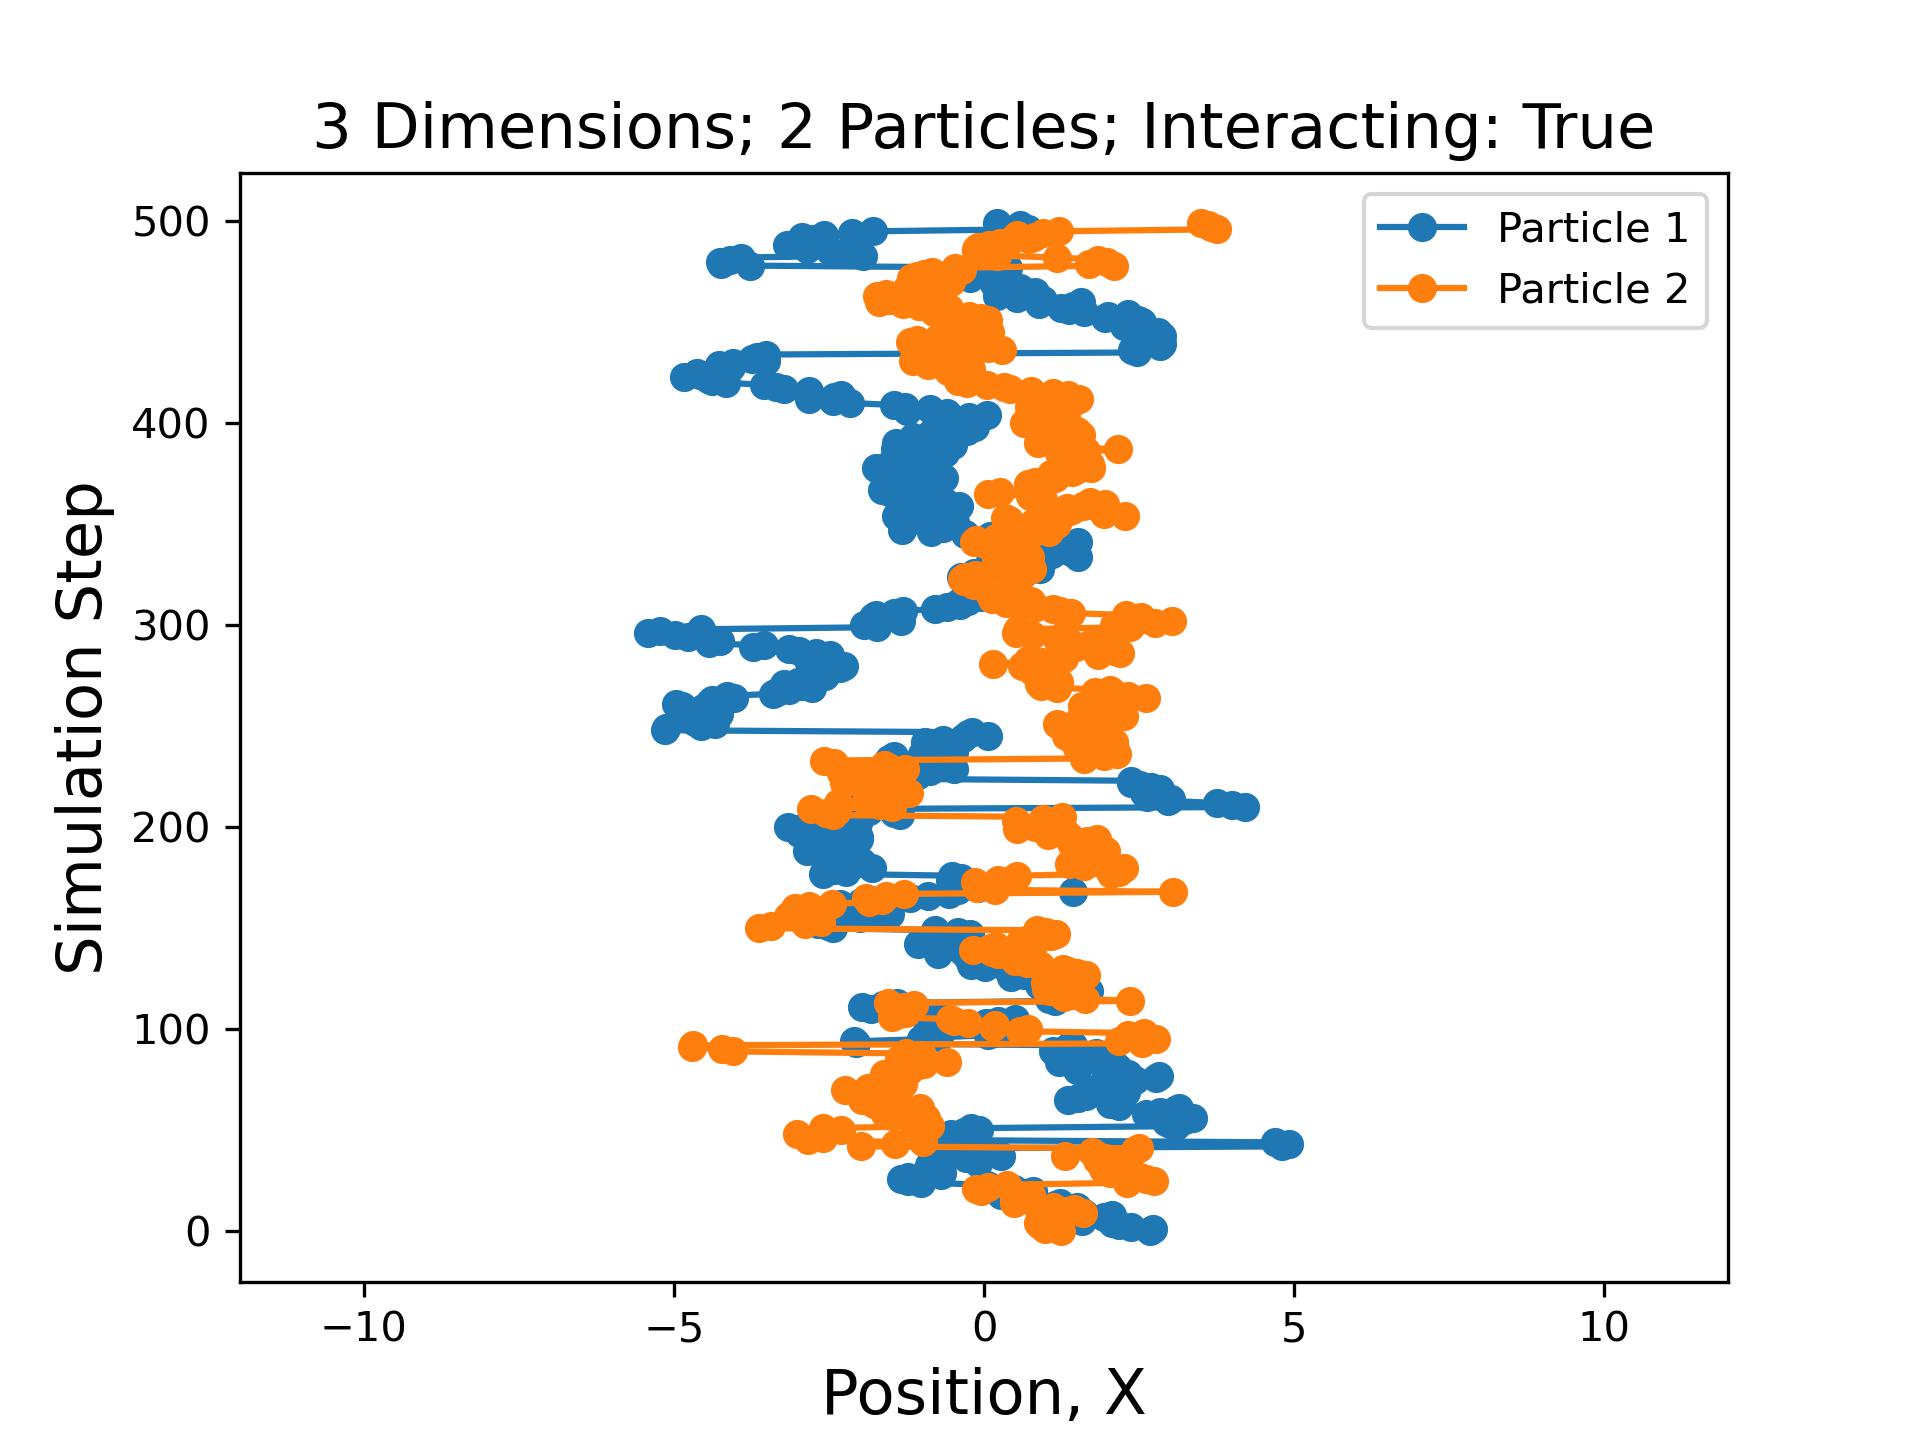 3 Dimensions; 2 Particles; Interacting: True
Particle 1
Particle 2
500
400
300
200
100
0
Simulation Step
−10
−5
0
5
10
Position, X